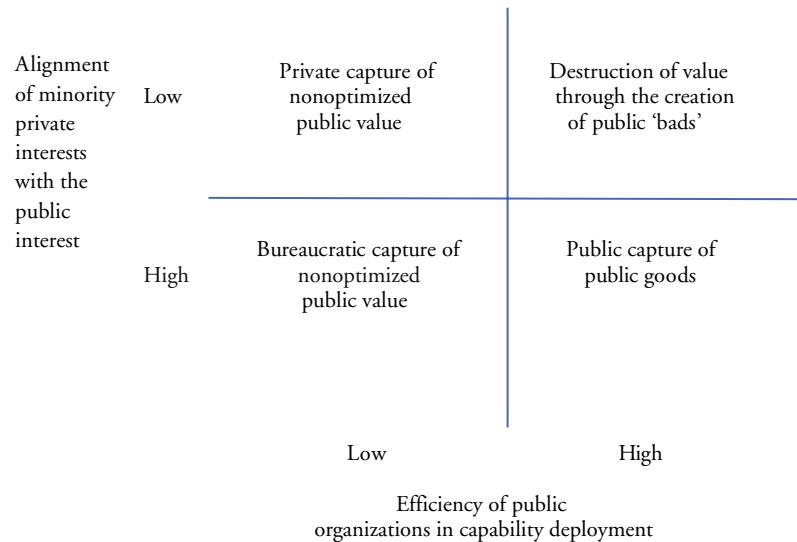 Alignment
of minority
private
interests
with the
public
interest
Low
Private capture of
nonoptimized
public value
Destruction of value
through the creation
of public ‘bads’
High
Bureaucratic capture of
nonoptimized
public value
Public capture of
public goods
Low
High
Efficiency of public
organizations in capability deployment